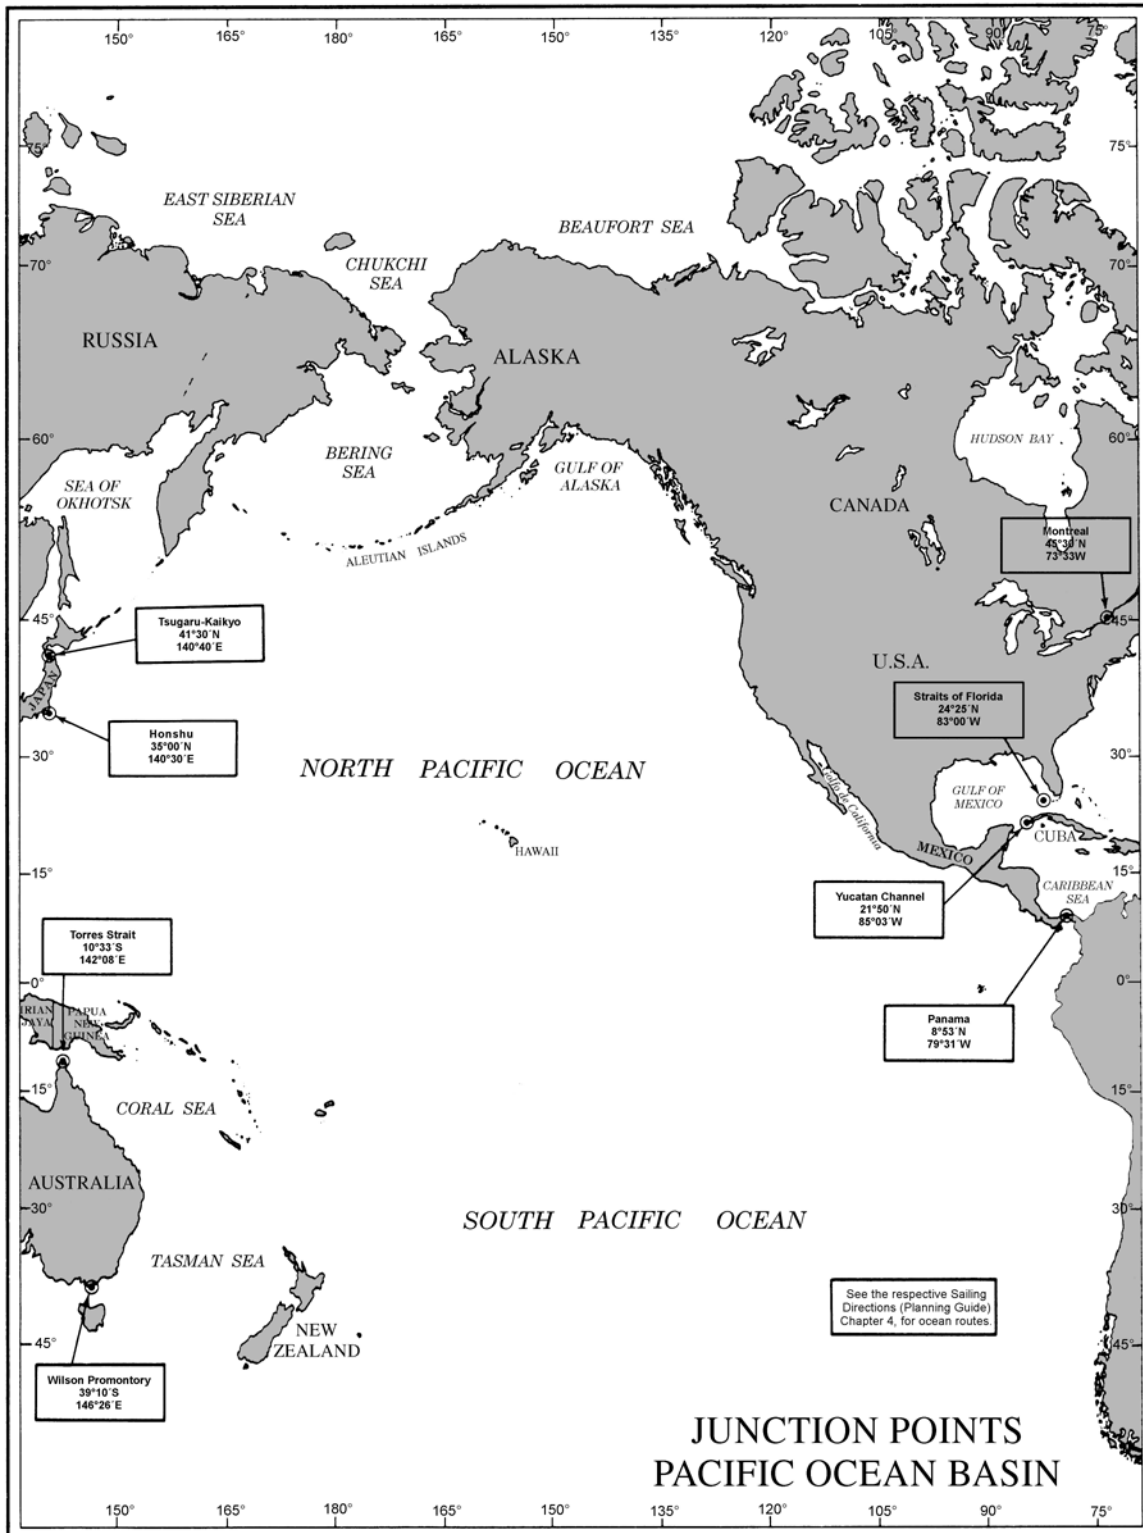 150°
165°
180°
165°
150°
135°
120°
105°
90°
75°
75°
75°
EAST SIBERIAN
SEA
BEAUFORT SEA
CHUKCHI
SEA
70°
70°
RUSSIA
ALASKA
60°
HUDSON BAY
60°
BERING
SEA
GULF OF
ALASKA
SEA OF
OKHOTSK
CANADA
ALEUTIAN ISLANDS
Montreal
45°30´N
73°33W
45°
Tsugaru-Kaikyo
41°30´N
140°40´E
45°
JAPAN
U.S.A.
Straits of Florida
24°25´N
83°00´W
Honshu
35°00´N
140°30´E
30°
30°
NORTH PACIFIC OCEAN
Golfo de California
GULF OF
MEXICO
HAWAII
MEXICO
CUBA
15°
15°
CARIBBEAN
SEA
Yucatan Channel
21°50´N
85°03´W
Torres Strait
10°33´S
142°08´E
0°
0°
IRIAN
JAYA
PAPUA
NEW
GUINEA
Panama
8°53´N
79°31´W
15°
15°
CORAL SEA
AUSTRALIA
30°
30°
SOUTH PACIFIC OCEAN
TASMAN SEA
See the respective Sailing
Directions (Planning Guide)
Chapter 4, for ocean routes.
NEW
ZEALAND
45°
45°
Wilson Promontory
39°10´S
146°26´E
JUNCTION POINTS
PACIFIC OCEAN BASIN
150°
165°
180°
165°
150°
135°
120°
105°
90°
75°